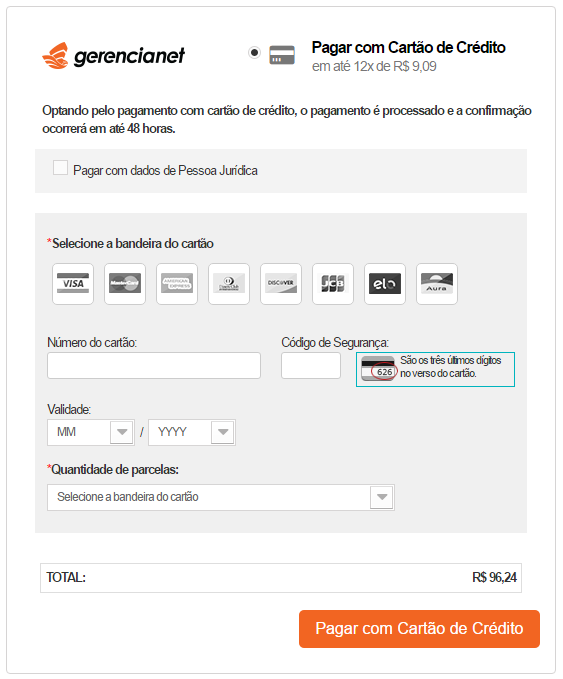 gerencianet
Pagar com Cartão de Crédito
em até 12x de R$ 9,09
Optando pelo pagamento com cartão de crédito, o pagamento é processado e a confirmação
ocorrerá em até 48 horas.
Pagar com dados de Pessoa Jurídica
*Selecione a bandeira do cartão
VISA MasterCard AMERICAN EXPRESS Diners Club DISCOVER JCB elo Aura
Número do cartão: Código de Segurança:
626 São os três últimos dígitos
no verso do cartão.
Validade:
MM / YYYY
*Quantidade de parcelas:
Selecione a bandeira do cartão
TOTAL: R$ 96,24
Pagar com Cartão de Crédito